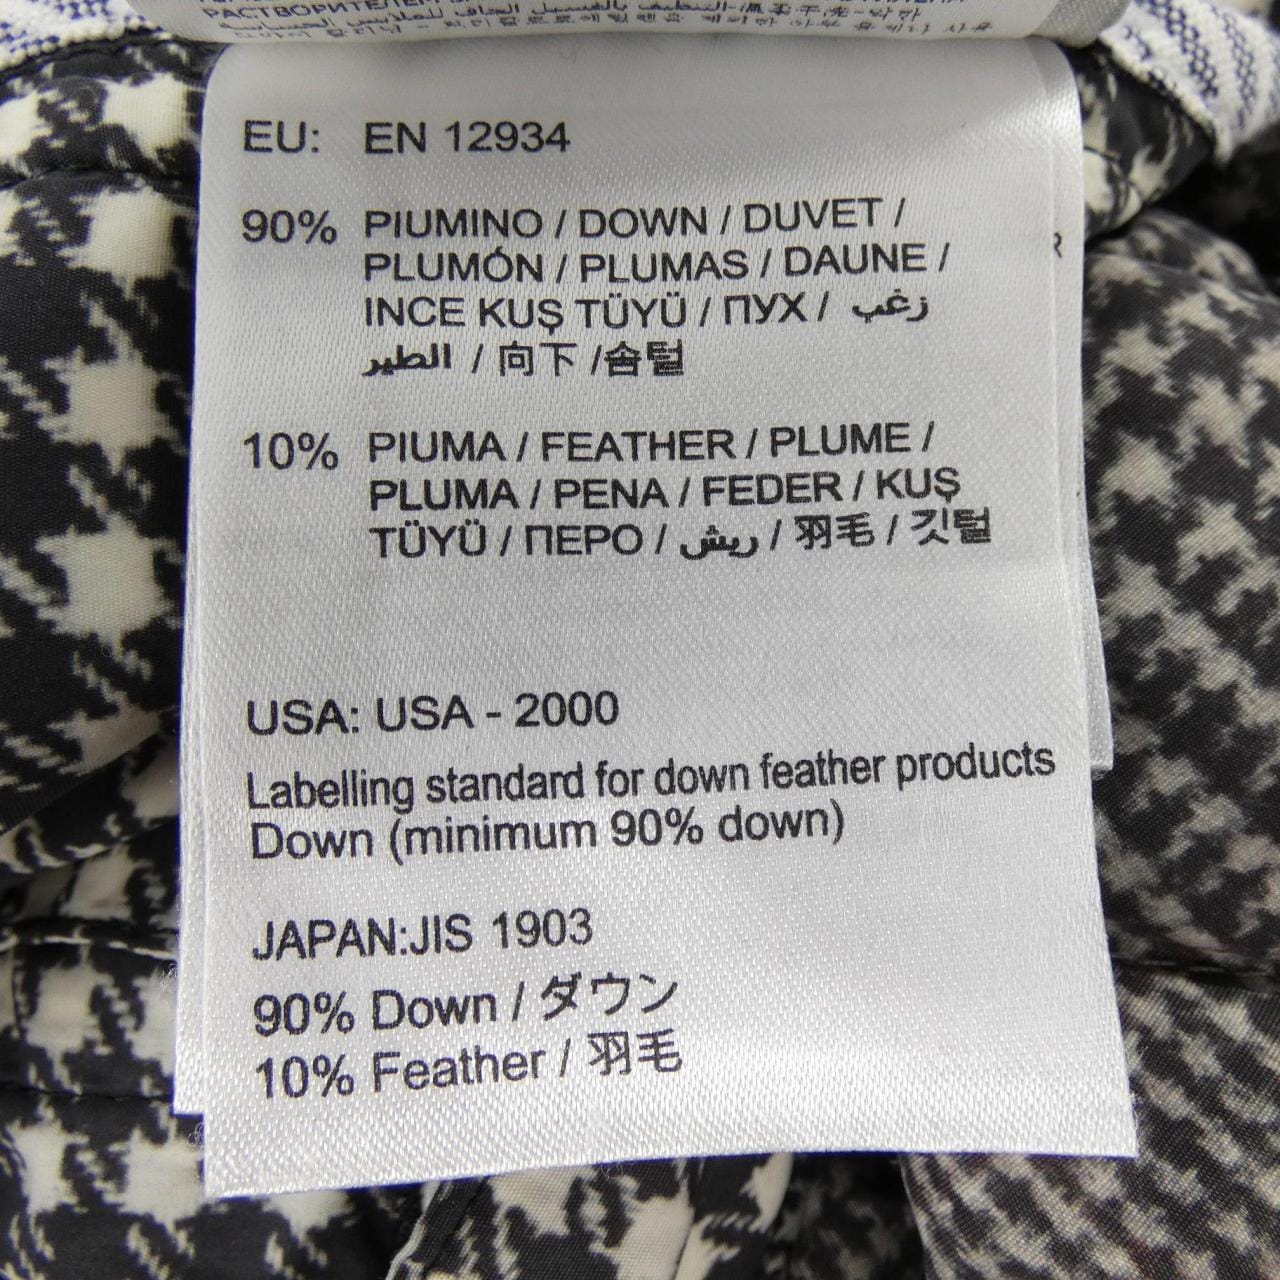 РАСТВОРИТЕЛЕМ
EU: EN 12934
90% PIUMINO / DOWN / DUVET /
PLUMÓN / PLUMAS / DAUNE /
INCE KUŞ TÜYÜ / ПУХ / زغب
الطير / 向下 /솜털
10% PIUMA / FEATHER / PLUME /
PLUMA / PENA / FEDER / KUŞ
TÜYÜ / ПЕРО / ريش / 羽毛 / 깃털
USA: USA - 2000
Labelling standard for down feather products
Down (minimum 90% down)
JAPAN:JIS 1903
90% Down / ダウン
10% Feather / 羽毛
R